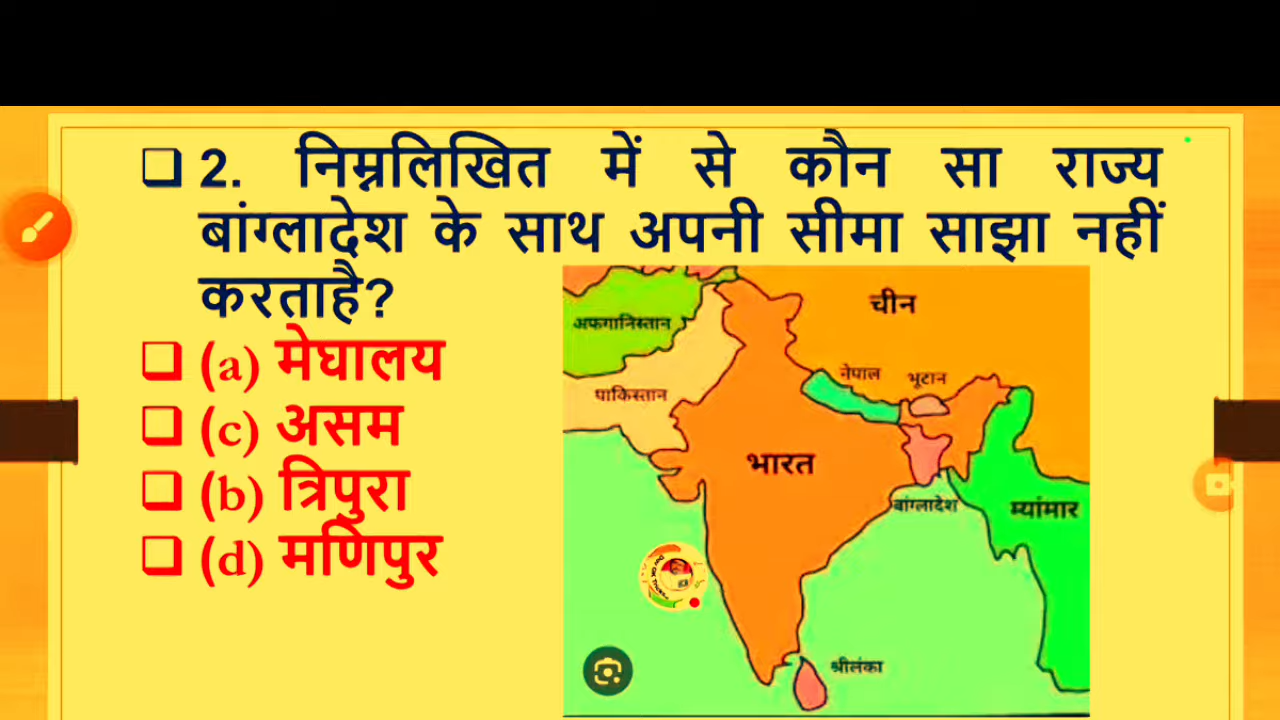 2. निम्नलिखित में से कौन सा राज्य
बांग्लादेश के साथ अपनी सीमा साझा नहीं
करताहै?
(a) मेघालय
(c) असम
(b) त्रिपुरा
(d) मणिपुर
चीन
अफगानिस्तान
नेपाल
भूटान
पाकिस्तान
भारत
बांग्लादेश
म्यांमार
श्रीलंका